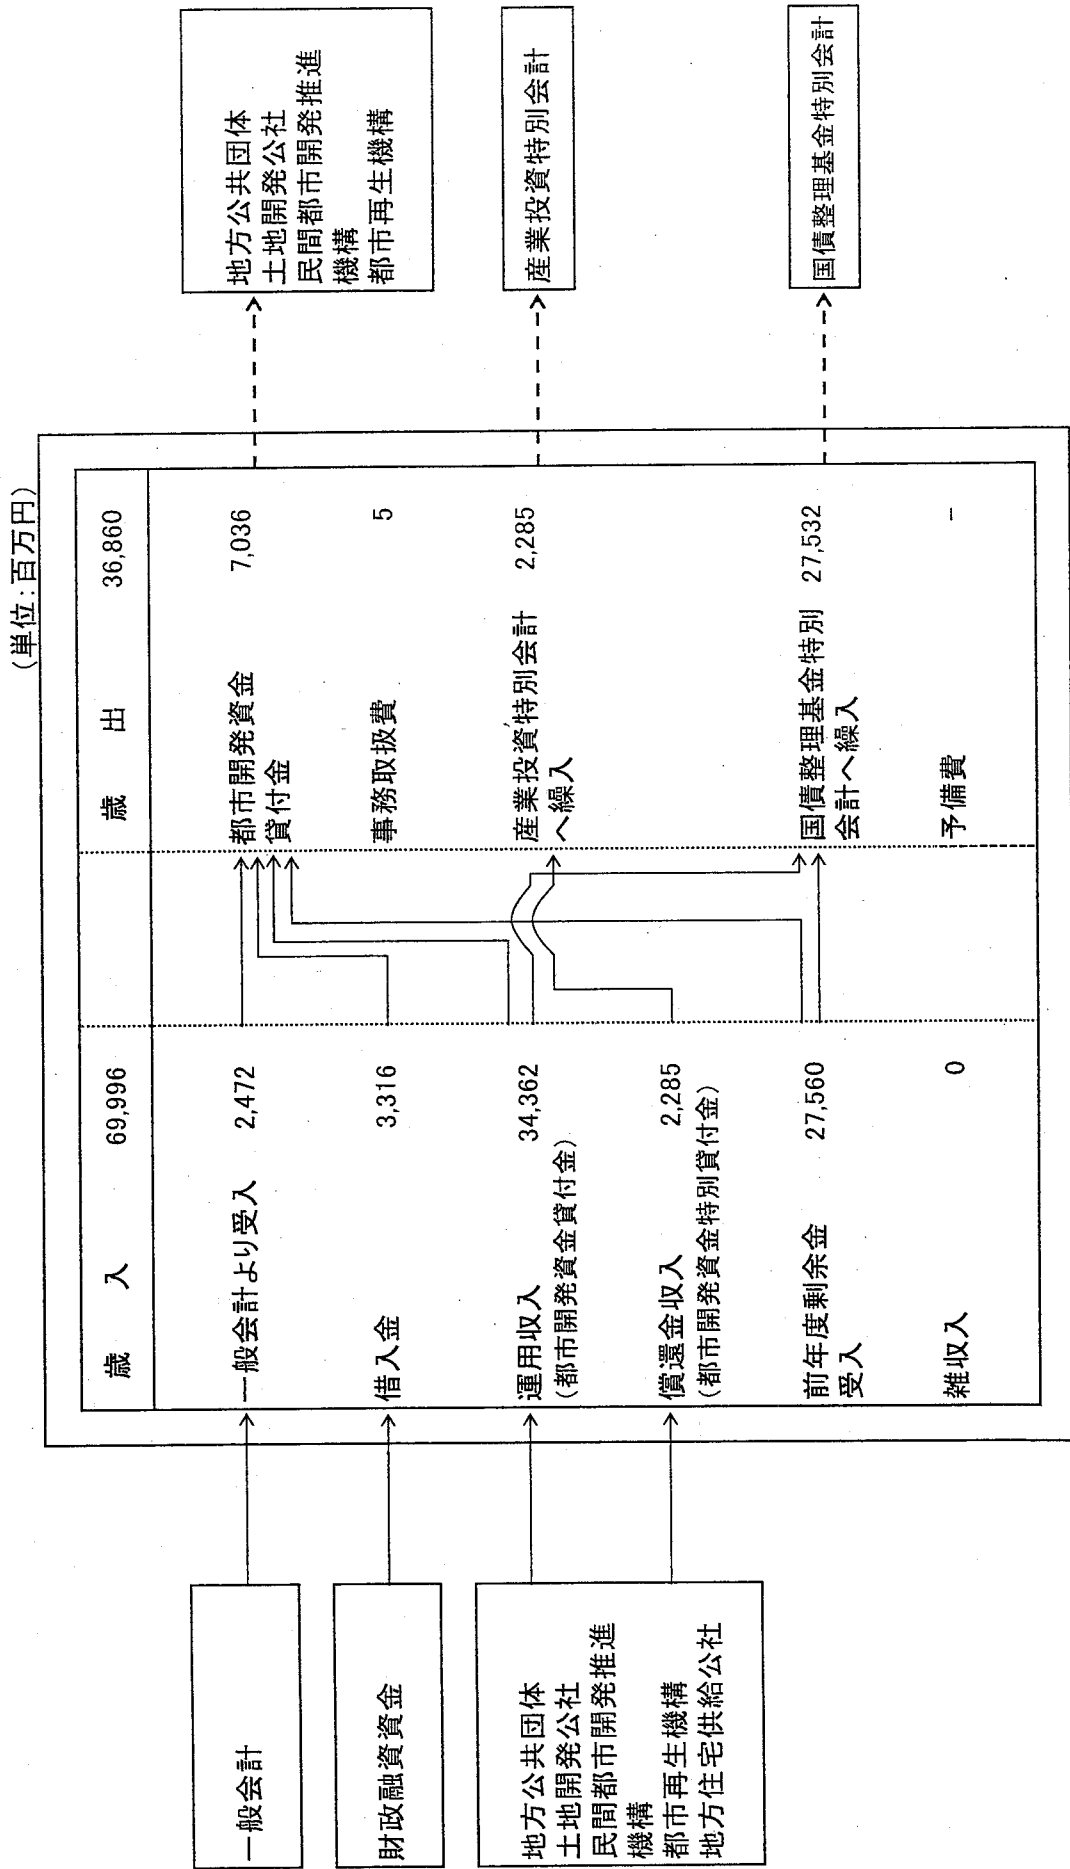 (単位:百万円)
一般会計
財政融資資金
地方公共団体
土地開発公社
民間都市開発推進
機構
都市再生機構
地方住宅供給公社
歳 入 69,996
一般会計より受入 2,472
借入金 3,316
運用収入 34,362
(都市開発資金貸付金)
償還金収入 2,285
(都市開発資金特別貸付金)
前年度剰余金 27,560
受入
雑収入 0
歳 出 36,860
都市開発資金 7,036
貸付金
事務取扱費 5
産業投資特別会計 2,285
へ繰入
国債整理基金特別 27,532
会計へ繰入
予備費 -
地方公共団体
土地開発公社
民間都市開発推進
機構
都市再生機構
産業投資特別会計
国債整理基金特別会計